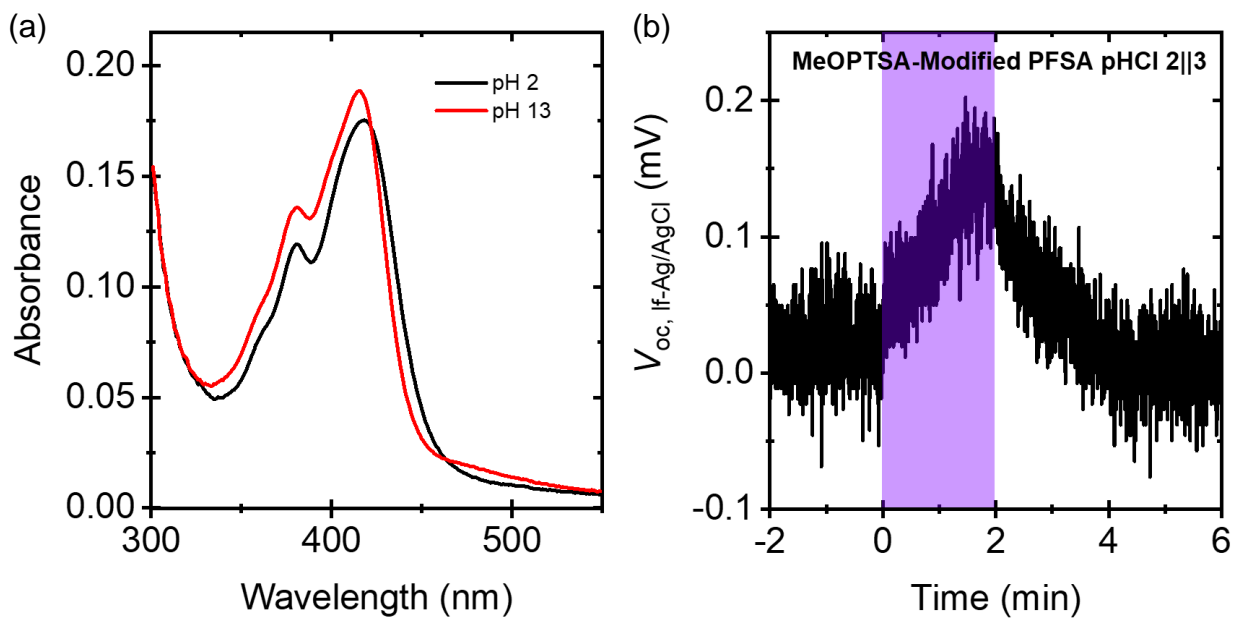 (a)
0.20
0.15
0.10
0.05
0.00
Absorbance
pH 2
pH 13
300
400
500
Wavelength (nm)
(b)
MeOPTSA-Modified PFSA pHCl 2||3
0.2
0.1
0.0
-0.1
Voc, lf-Ag/AgCl (mV)
-2
0
2
4
6
Time (min)